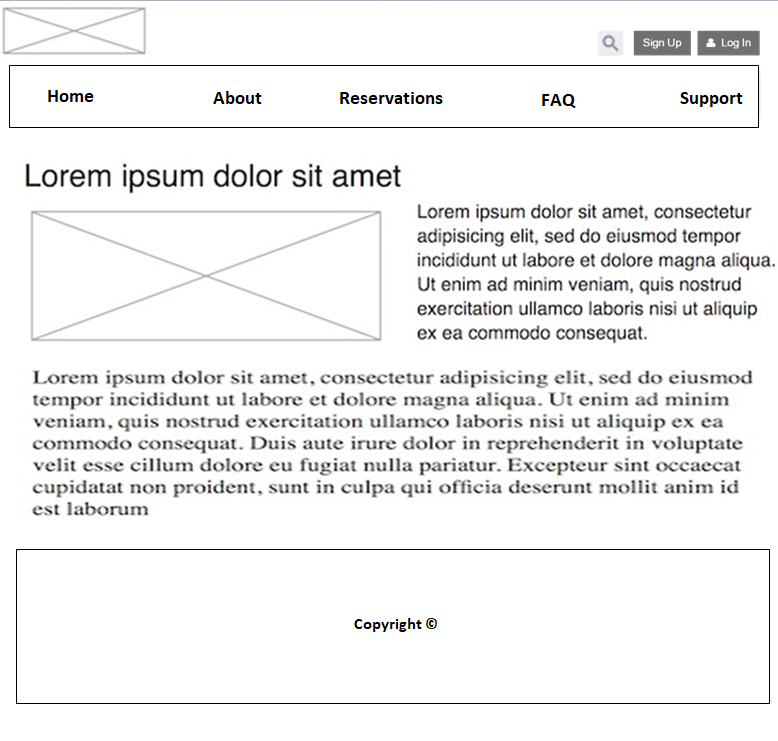 Sign Up
Log In
Home About Reservations FAQ Support
Lorem ipsum dolor sit amet
Lorem ipsum dolor sit amet, consectetur
adipisicing elit, sed do eiusmod tempor
incididunt ut labore et dolore magna aliqua.
Ut enim ad minim veniam, quis nostrud
exercitation ullamco laboris nisi ut aliquip
ex ea commodo consequat.
Lorem ipsum dolor sit amet, consectetur adipisicing elit, sed do eiusmod
tempor incididunt ut labore et dolore magna aliqua. Ut enim ad minim
veniam, quis nostrud exercitation ullamco laboris nisi ut aliquip ex ea
commodo consequat. Duis aute irure dolor in reprehenderit in voluptate
velit esse cillum dolore eu fugiat nulla pariatur. Excepteur sint occaecat
cupidatat non proident, sunt in culpa qui officia deserunt mollit anim id
est laborum
Copyright ©